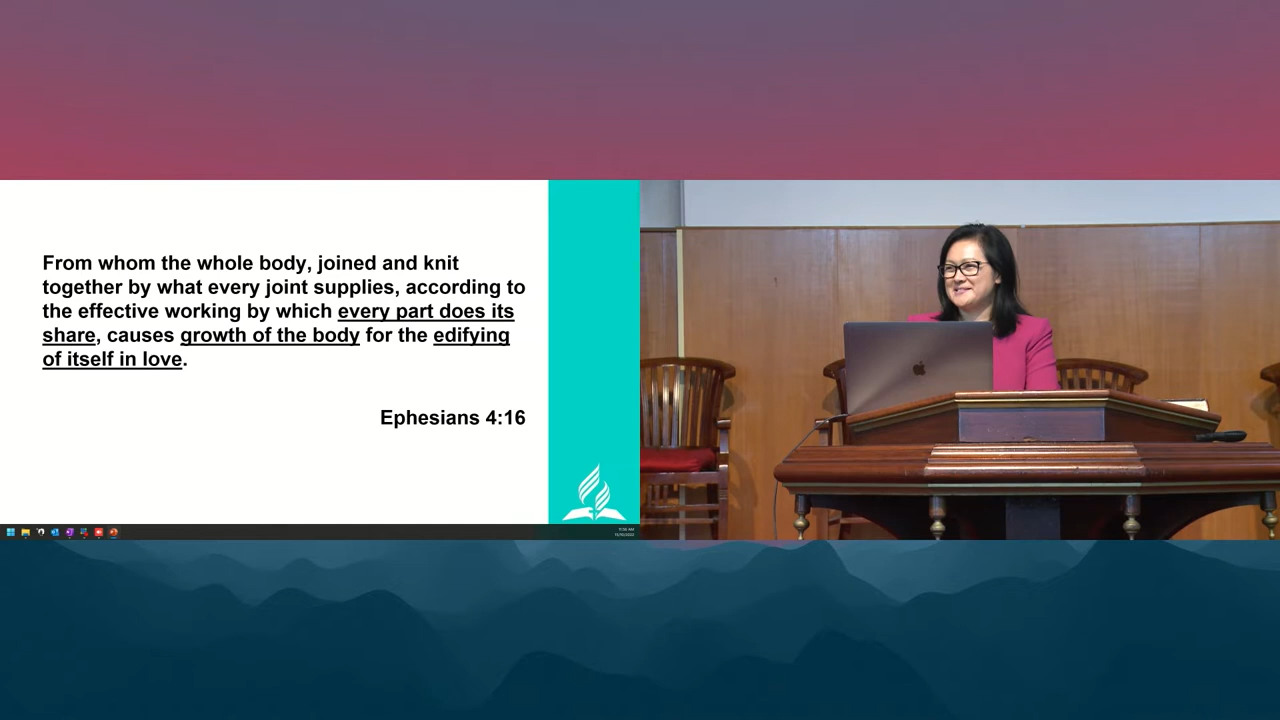 From whom the whole body, joined and knit
together by what every joint supplies, according to
the effective working by which every part does its
share, causes growth of the body for the edifying
of itself in love.
Ephesians 4:16